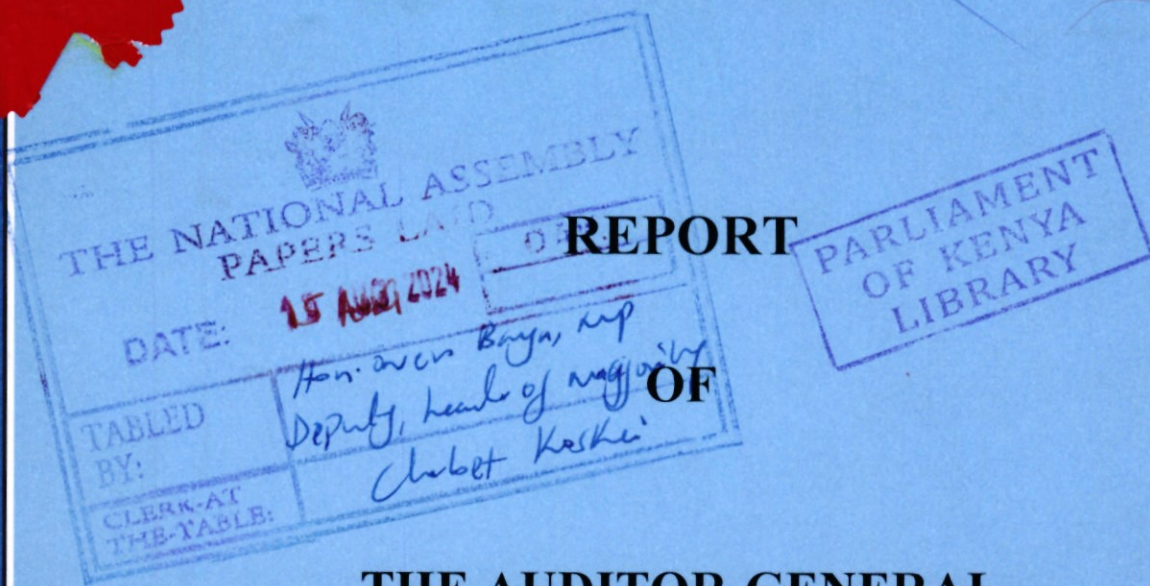 THE NATIONAL ASSEMBLY
PAPERS LAID
DATE: AUG 2024
TABLED BY:
Hon. Owen Baya, MP
Deputy, Leader of Majority
CLERK-AT
THE-TABLE:
Chebet Koskei
PARLIAMENT
OF KENYA
LIBRARY
REPORT
OF
THE AUDITOR-GENERAL